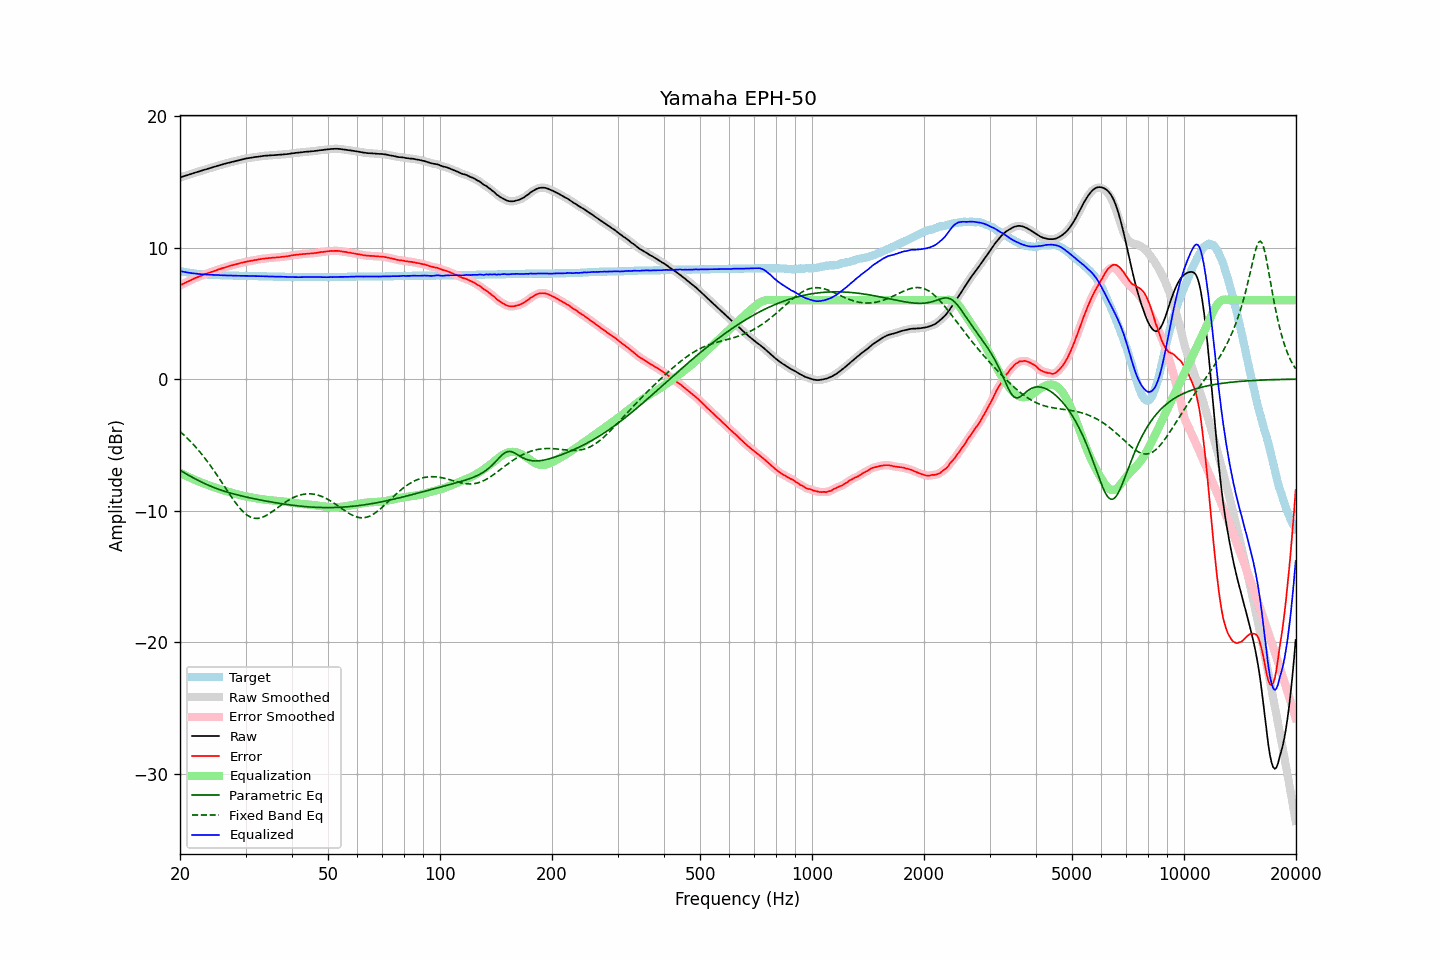 Yamaha EPH-50
Amplitude (dBr)
20
10
0
−10
−20
−30
Target
Raw Smoothed
Error Smoothed
Raw
Error
Equalization
Parametric Eq
Fixed Band Eq
Equalized
20 50 100 200 500 1000 2000 5000 10000 20000
Frequency (Hz)